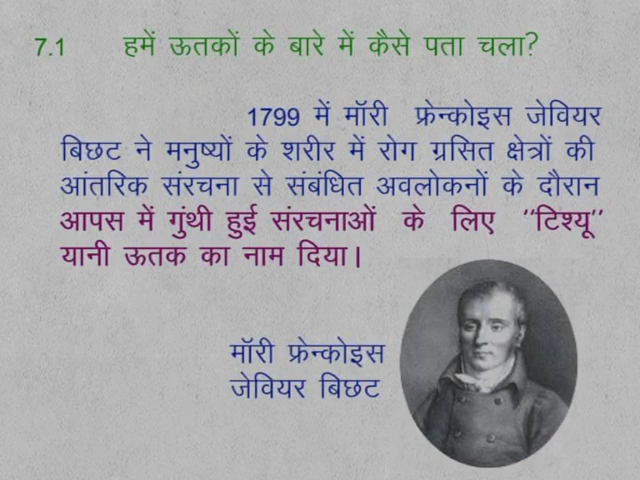 7.1 हमें ऊतकों के बारे में कैसे पता चला?
1799 में मॉरी फ्रेन्कोइस जेवियर
बिछट ने मनुष्यों के शरीर में रोग ग्रसित क्षेत्रों की
आंतरिक संरचना से संबंधित अवलोकनों के दौरान
आपस में गुंथी हुई संरचनाओं के लिए ''टिश्यू''
यानी ऊतक का नाम दिया।
मॉरी फ्रेन्कोइस
जेवियर बिछट